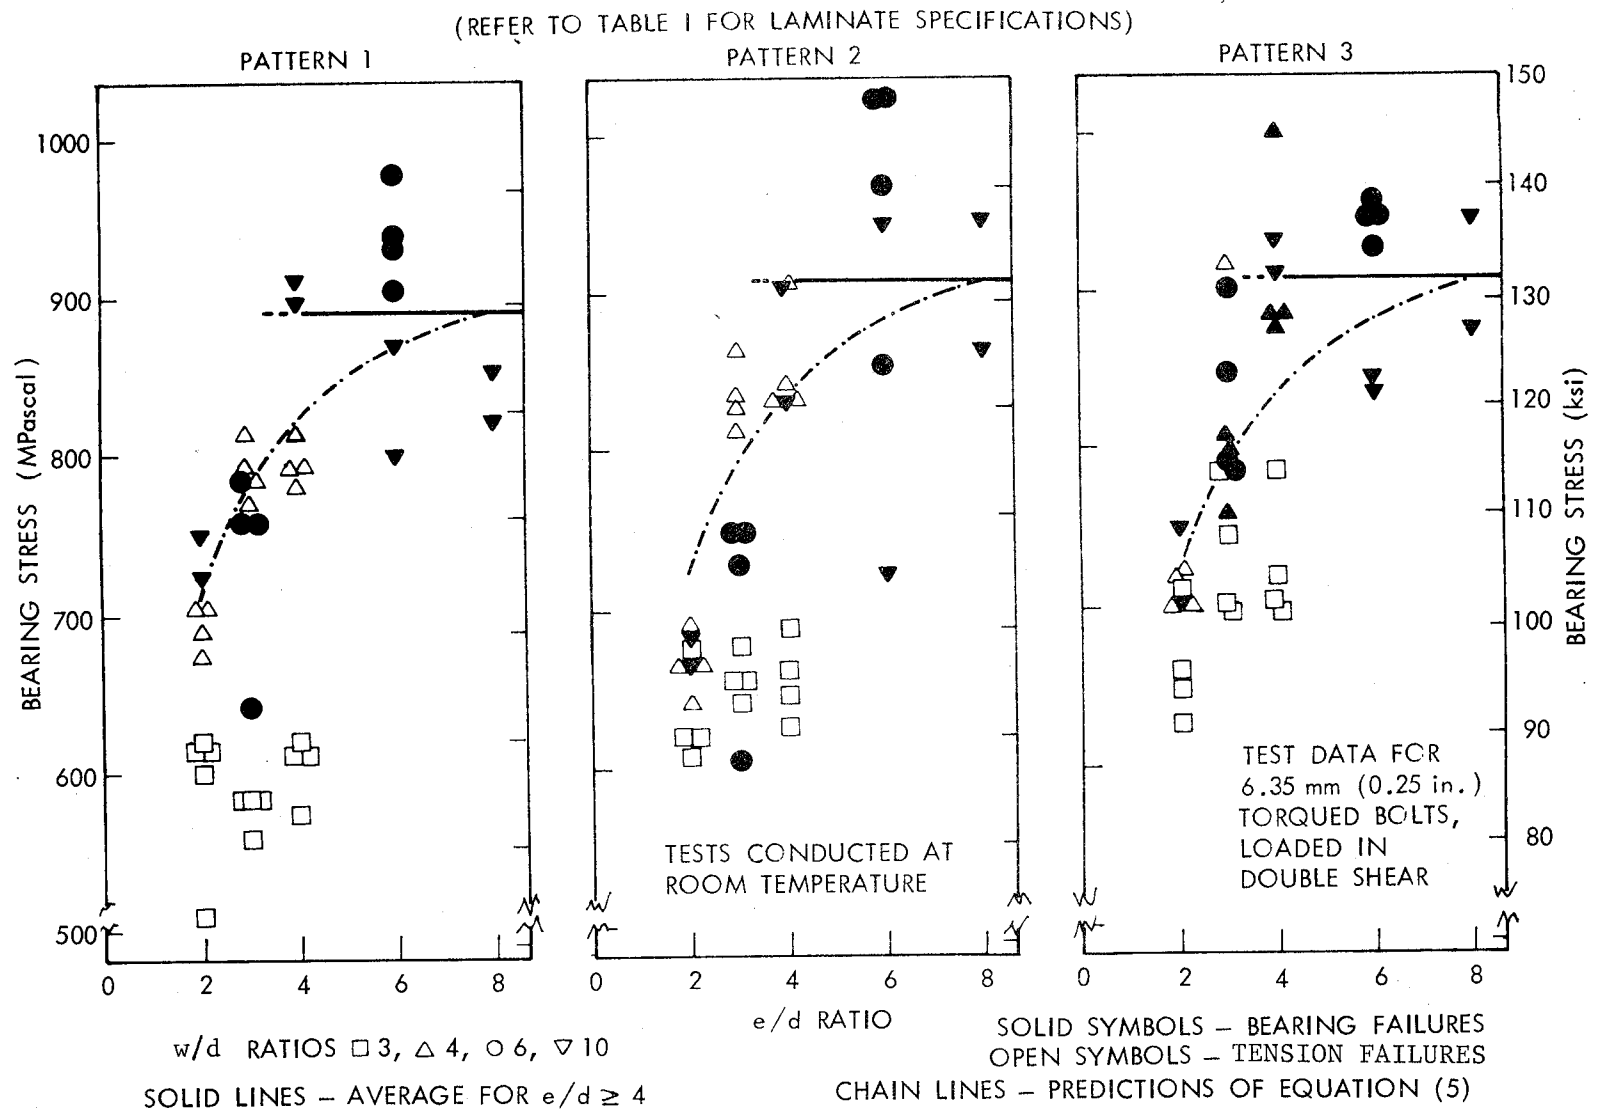 (REFER TO TABLE I FOR LAMINATE SPECIFICATIONS)
PATTERN 1
PATTERN 2
PATTERN 3
BEARING STRESS (MPascal)
1000
900
800
700
600
500
150
140
130
120
110
100
90
80
BEARING STRESS (ksi)
TESTS CONDUCTED AT
ROOM TEMPERATURE
TEST DATA FOR
6.35 mm (0.25 in.)
TORQUED BOLTS,
LOADED IN
DOUBLE SHEAR
0 2 4 6 8
0 2 4 6 8
0 2 4 6 8
e/d RATIO
w/d RATIOS □ 3, △ 4, ○ 6, ▽ 10
SOLID LINES – AVERAGE FOR e/d ≥ 4
SOLID SYMBOLS – BEARING FAILURES
OPEN SYMBOLS – TENSION FAILURES
CHAIN LINES – PREDICTIONS OF EQUATION (5)